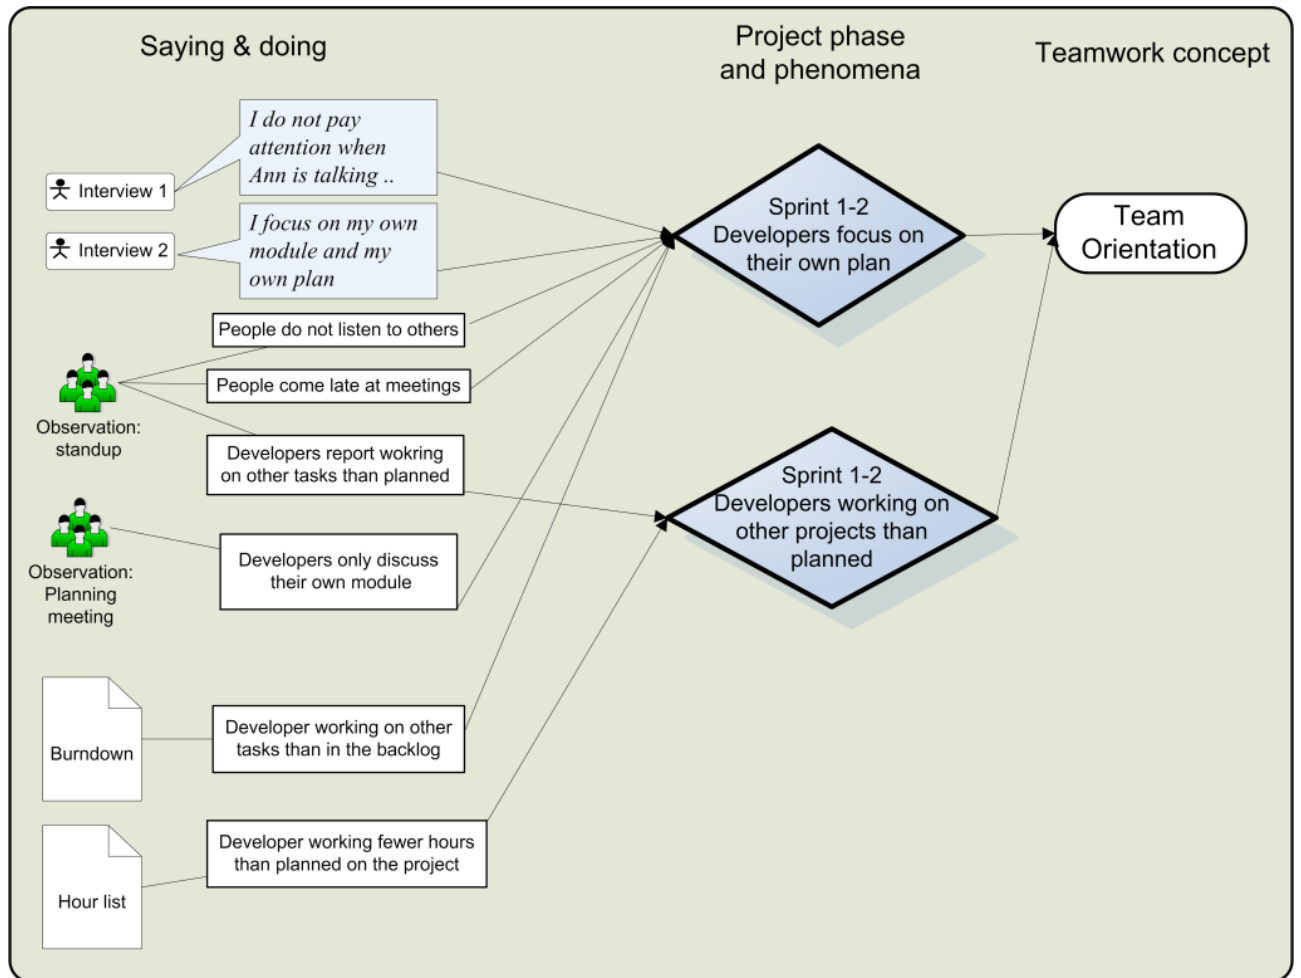 Saying & doing
Project phase
and phenomena
Teamwork concept
I do not pay
attention when
Ann is talking ..
Interview 1
I focus on my own
module and my
own plan
Interview 2
Sprint 1-2
Developers focus on
their own plan
Team
Orientation
People do not listen to others
People come late at meetings
Observation:
standup
Developers report wokring
on other tasks than planned
Sprint 1-2
Developers working on
other projects than
planned
Observation:
Planning
meeting
Developers only discuss
their own module
Burndown
Developer working on other
tasks than in the backlog
Hour list
Developer working fewer hours
than planned on the project